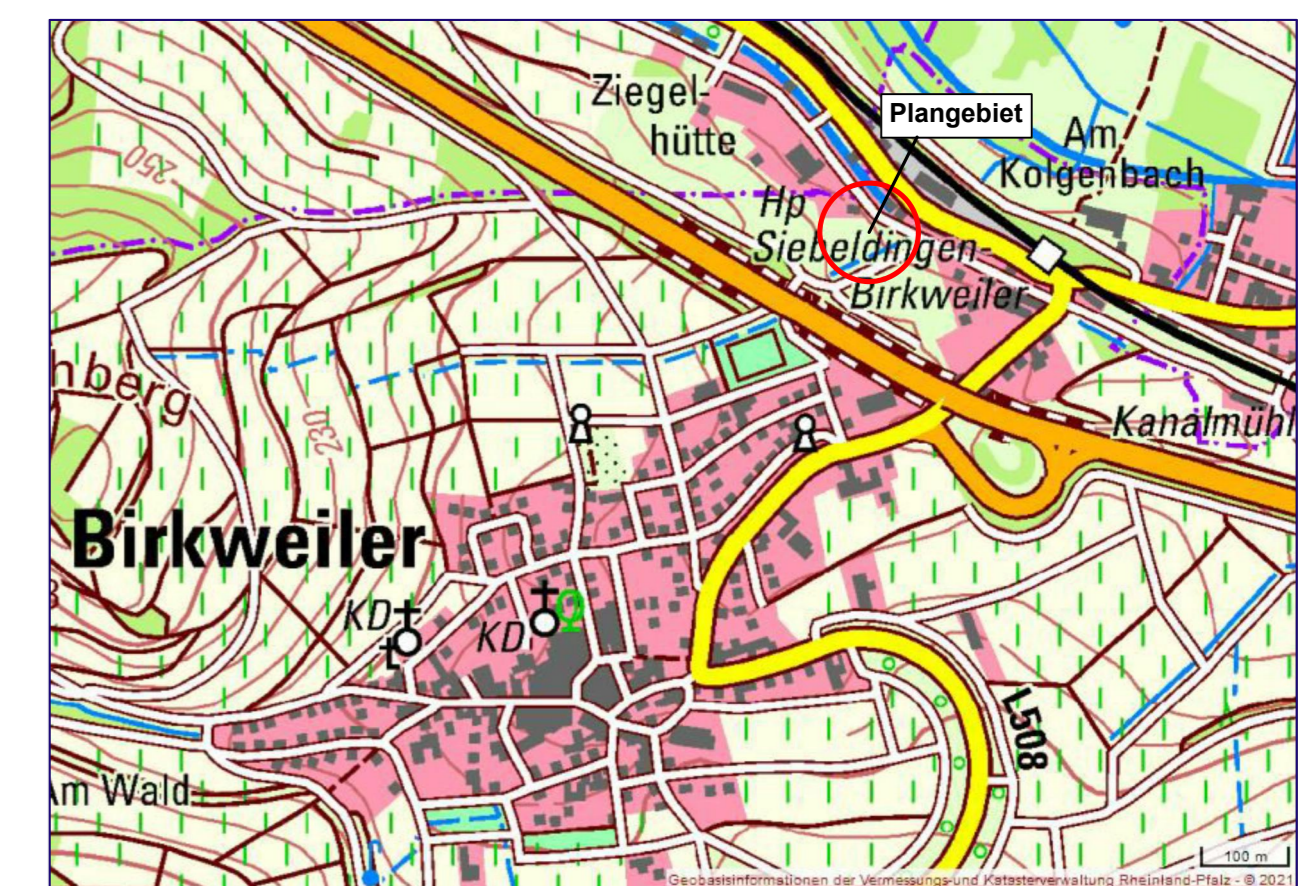 Ziegel-
hütte
Plangebiet
Am
Kolgenbach
250
Hp
Siebeldingen-
Birkweiler
nberg
230
Kanalmühl
Birkweiler
KD
KD
L508
Am Wald
100 m
Geobasisinformationen der Vermessungs-und Katasterverwaltung Rheinland-Pfalz - © 2021